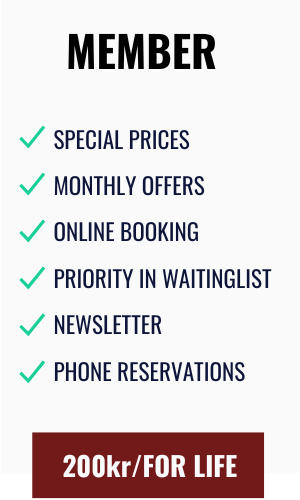 MEMBER
SPECIAL PRICES
MONTHLY OFFERS
ONLINE BOOKING
PRIORITY IN WAITINGLIST
NEWSLETTER
PHONE RESERVATIONS
200kr/FOR LIFE